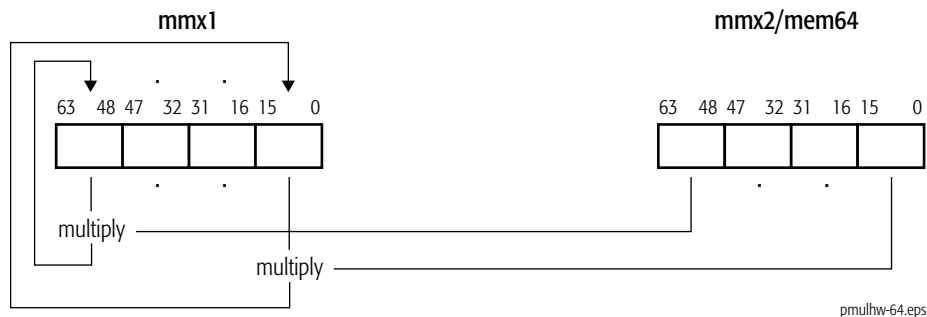 mmx1 mmx2/mem64
. .
63 48 47 32 31 16 15 0 63 48 47 32 31 16 15 0
. . . .
multiply
multiply
pmulhw-64.eps